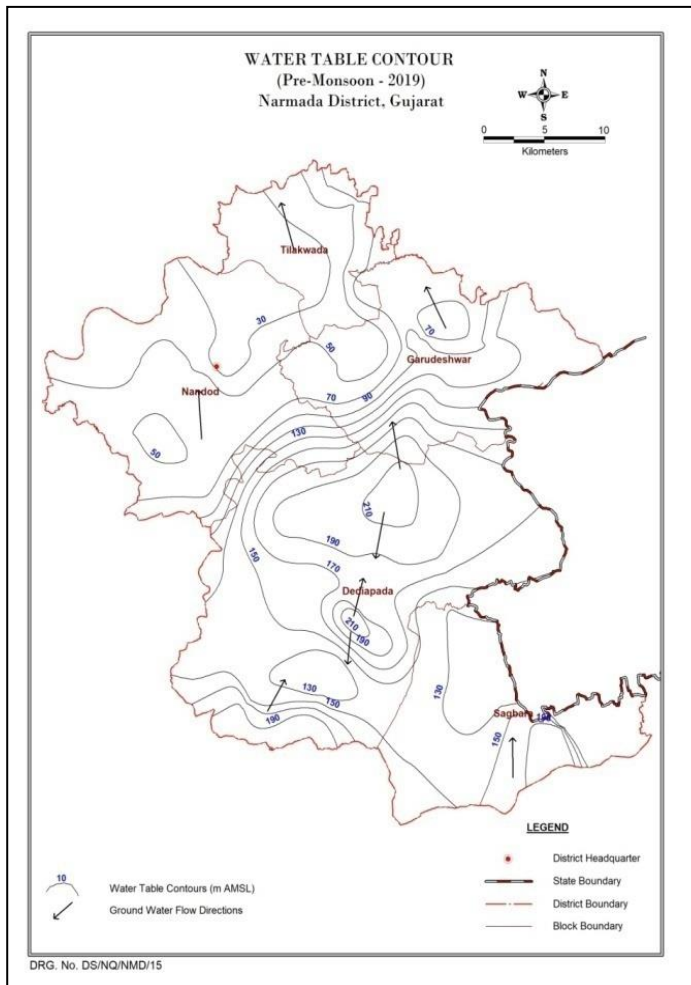 WATER TABLE CONTOUR
(Pre-Monsoon - 2019)
Narmada District, Gujarat
N
W E
S
0 5 10
Kilometers
Tilakwada
30
70
50
Garudeshwar
Nandod
70
90
50
130
210
190
150
170
Dediapada
210
190
130
130
150
190
Sagbara
190
150
LEGEND
District Headquarter
State Boundary
District Boundary
Block Boundary
10
Water Table Contours (m AMSL)
Ground Water Flow Directions
DRG. No. DS/NQ/NMD/15